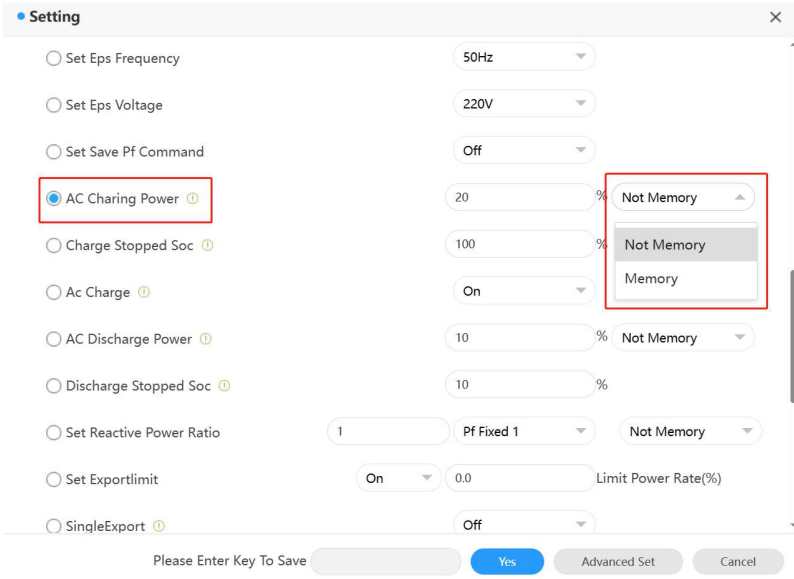 Setting
Set Eps Frequency 50Hz
Set Eps Voltage 220V
Set Save Pf Command Off
AC Charing Power 20 % Not Memory
Charge Stopped Soc 100 % Not Memory
Ac Charge On Memory
AC Discharge Power 10 % Not Memory
Discharge Stopped Soc 10 %
Set Reactive Power Ratio 1 Pf Fixed 1 Not Memory
Set Exportlimit On 0.0 Limit Power Rate(%)
SingleExport Off
Please Enter Key To Save Yes Advanced Set Cancel